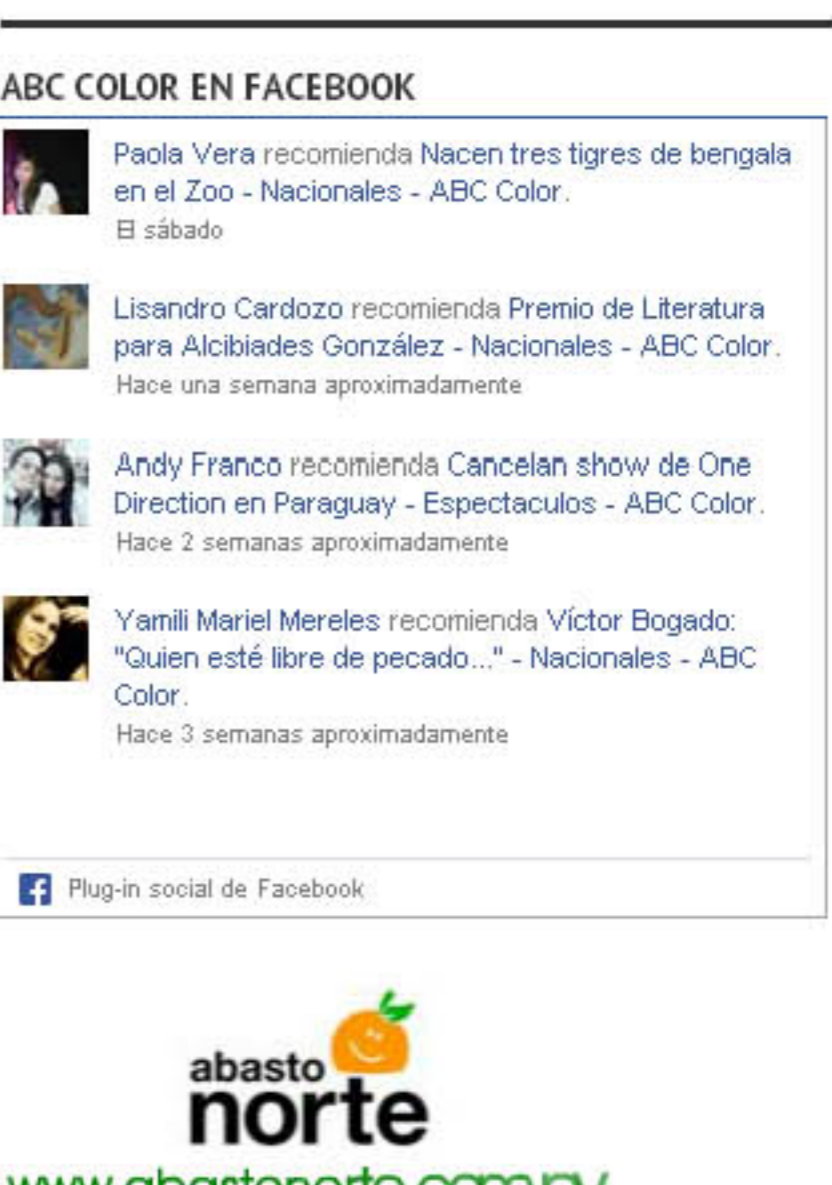 ABC COLOR EN FACEBOOK
Paola Vera recomienda Nacen tres tigres de bengala
en el Zoo - Nacionales - ABC Color.
El sábado
Lisandro Cardozo recomienda Premio de Literatura
para Alcibiades González - Nacionales - ABC Color.
Hace una semana aproximadamente
Andy Franco recomienda Cancelan show de One
Direction en Paraguay - Espectaculos - ABC Color.
Hace 2 semanas aproximadamente
Yamili Mariel Mereles recomienda Víctor Bogado:
"Quien esté libre de pecado..." - Nacionales - ABC
Color.
Hace 3 semanas aproximadamente
Plug-in social de Facebook
abasto
norte
www.abastonorte.com.py